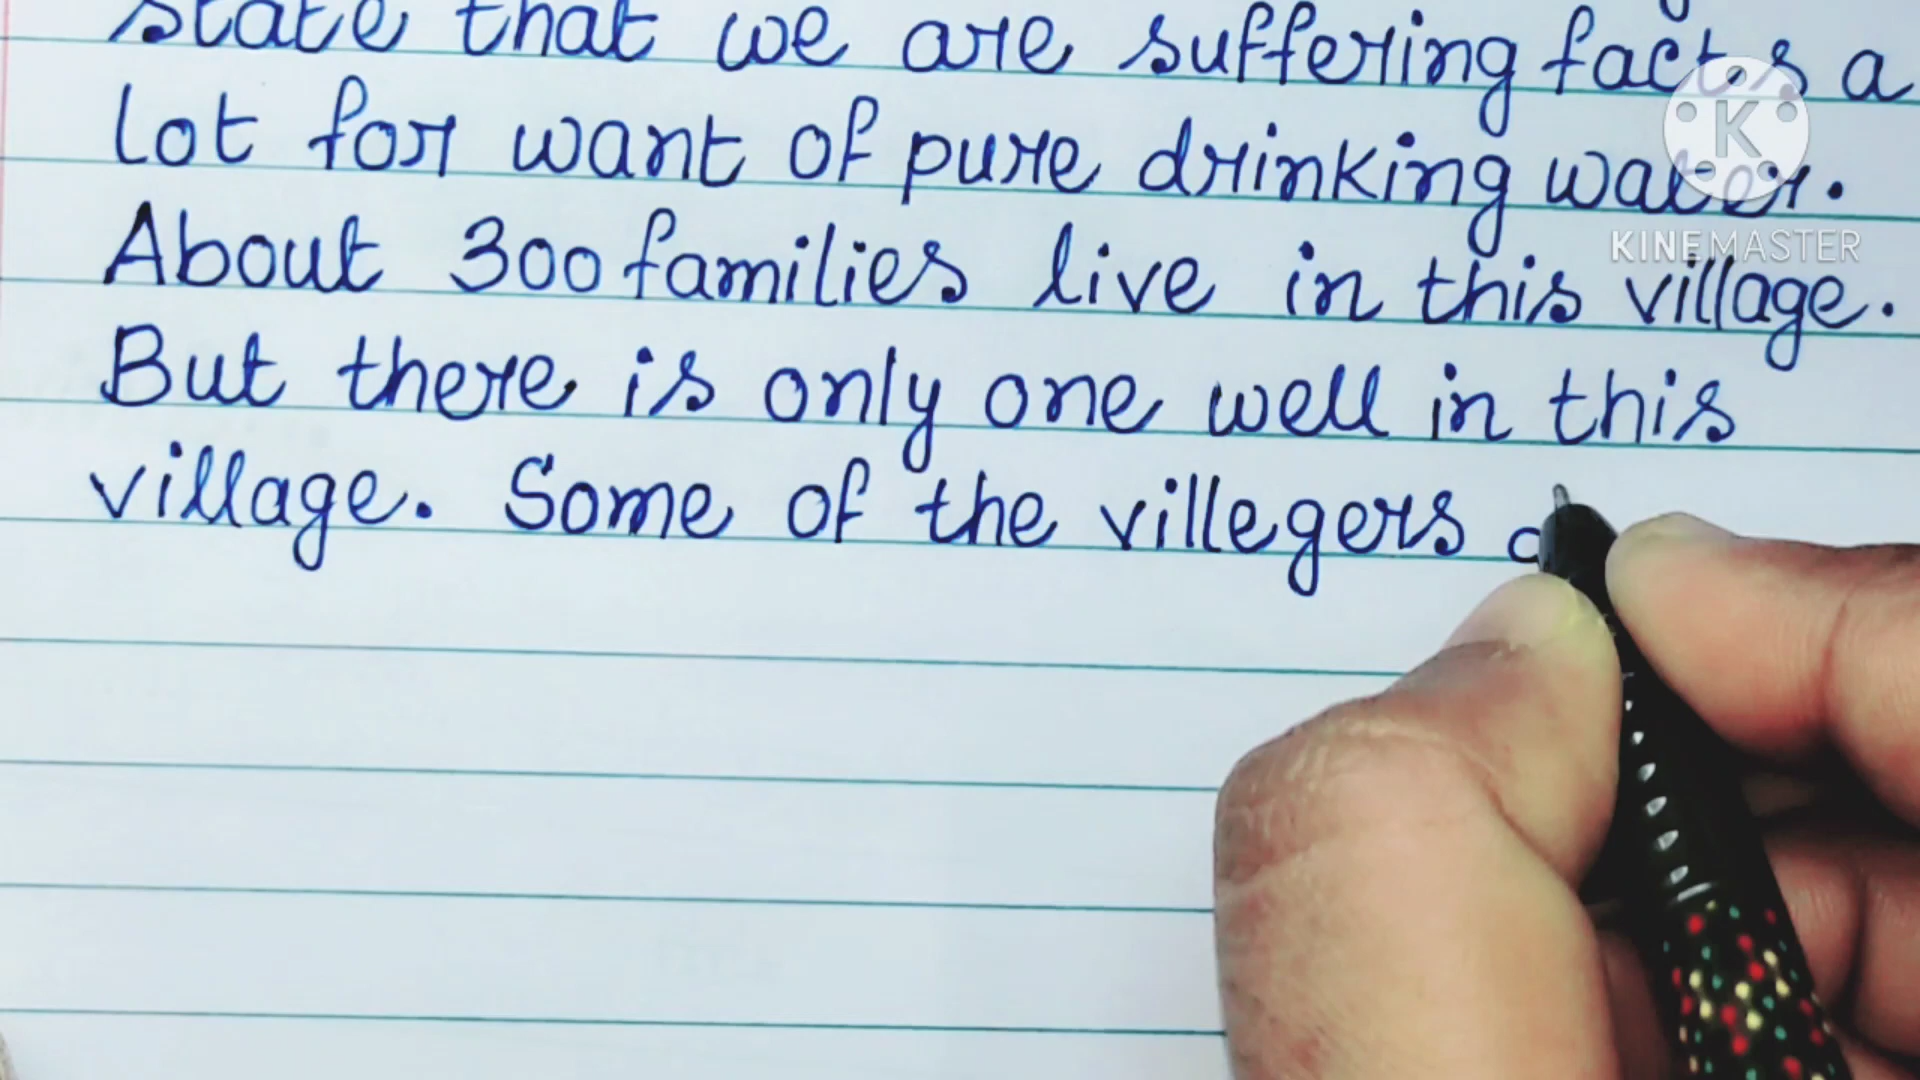 state that we are suffering facts a
lot for want of pure drinking water.
About 300 families live in this village.
But there is only one well in this
village. Some of the villegers
K
KINEMASTER